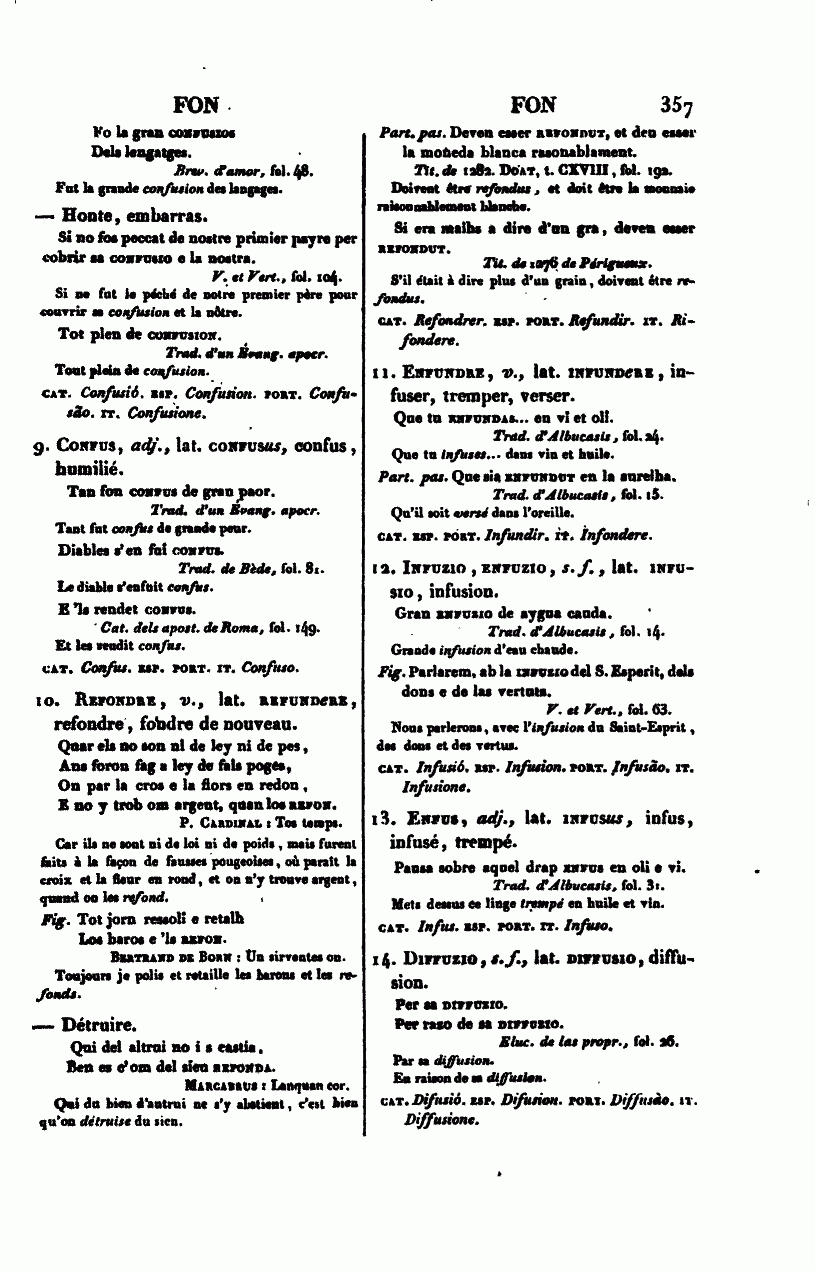 FON
Fo la gran CONFUSIOS
Dels lengatges.
Brev. d'amor, fol. 48.
Fut la grande confusion des langages.
— Honte, embarras.
Si no fos peccat de nostre primier payre per
cobrir sa CONFUSIO e la nostra.
V. et Vert., fol. 104.
Si ne fut le péché de notre premier père pour
couvrir sa confusion et la nôtre.
Tot plen de CONFUSION.
Trad. d'un Évang. apocr.
Tout plein de confusion.
CAT. Confusió. ESP. Confusion. PORT. Confu-
são. IT. Confusione.
9. CONFUS, adj., lat. CONFUSus, confus,
humilié.
Tan fon CONFUS de gran paor.
Trad. d'un Évang. apocr.
Tant fut confus de grande peur.
Diables s'en fui CONFUS.
Trad. de Bède, fol. 81.
Le diable s'enfuit confus.
E 'ls rendet CONFUS.
Cat. dels apost. de Roma, fol. 149.
Et les rendit confus.
CAT. Confus. ESP. PORT. IT. Confuso.
10. REFONDRE, v., lat. REFUNDeRE,
refondre, fondre de nouveau.
Quar els no son ni de ley ni de pes,
Ans foron fag a ley de fals poges,
On par la cros e la flors en redon,
E no y trob om argent, quan los REFON.
P. CARDINAL : Tos temps.
Car ils ne sont ni de loi ni de poids, mais furent
faits à la façon de fausses pougeoises, où paraît la
croix et la fleur en rond, et on n'y trouve argent,
quand on les refond.
Fig. Tot jorn ressoli e retalh
Los baros e 'ls REFON.
BERTRAND DE BORN : Un sirventes on.
Toujours je polis et retaille les barons et les re-
fonds.
— Détruire.
Qui del altrui no i s castia,
Ben es c'om del sieu REFONDA.
MARCABRUS : Lanquan cor.
Qui du bien d'autrui ne s'y abstient, c'est bien
qu'on détruise du sien.
FON 357
Part. pas. Deven esser REFONDUT, et deu esser
la moneda blanca rasonablament.
Tit. de 1282. DOAT, t. CXVIII, fol. 192.
Doivent être refondus, et doit être la monnaie
raisonnablement blanche.
Si era malhs a dire d'un gra, deven esser
REFONDUT.
Tit. de 1276 de Périgueux.
S'il était à dire plus d'un grain, doivent être re-
fondus.
CAT. Refondrer. ESP. PORT. Refundir. IT. Ri-
fondere.
11. ENFUNDRE, v., lat. INFUNDeRE, in-
fuser, tremper, verser.
Que tu ENFUNDAS... en vi et oli.
Trad. d'Albucasis, fol. 24.
Que tu infuses... dans vin et huile.
Part. pas. Que sia ENFUNDUT en la aurelha.
Trad. d'Albucasis, fol. 15.
Qu'il soit versé dans l'oreille.
CAT. ESP. PORT. Infundir. IT. Infondere.
12. INFUZIO, ENFUZIO, s. f., lat. INFU-
SIO, infusion.
Gran ENFUZIO de aygua cauda.
Trad. d'Albucasis, fol. 14.
Grande infusion d'eau chaude.
Fig. Parlarem, ab la INFUZIO del S. Esperit, dels
dons e de las vertuts.
V. et Vert., fol. 63.
Nous parlerons, avec l'infusion du Saint-Esprit,
des dons et des vertus.
CAT. Infusió. ESP. Infusion. PORT. Infusão. IT.
Infusione.
13. ENFUS, adj., lat. INFUSus, infus,
infusé, trempé.
Pausa sobre aquel drap ENFUS en oli e vi.
Trad. d'Albucasis, fol. 31.
Mets dessus ce linge trempé en huile et vin.
CAT. Infus. ESP. PORT. IT. Infuso.
14. DIFFUZIO, s. f., lat. DIFFUSIO, diffu-
sion.
Per sa DIFFUZIO.
Per razo de sa DIFFUZIO.
Eluc. de las propr., fol. 26.
Par sa diffusion.
En raison de sa diffusion.
CAT. Difusió. ESP. Difusion. PORT. Diffusão. IT.
Diffusione.